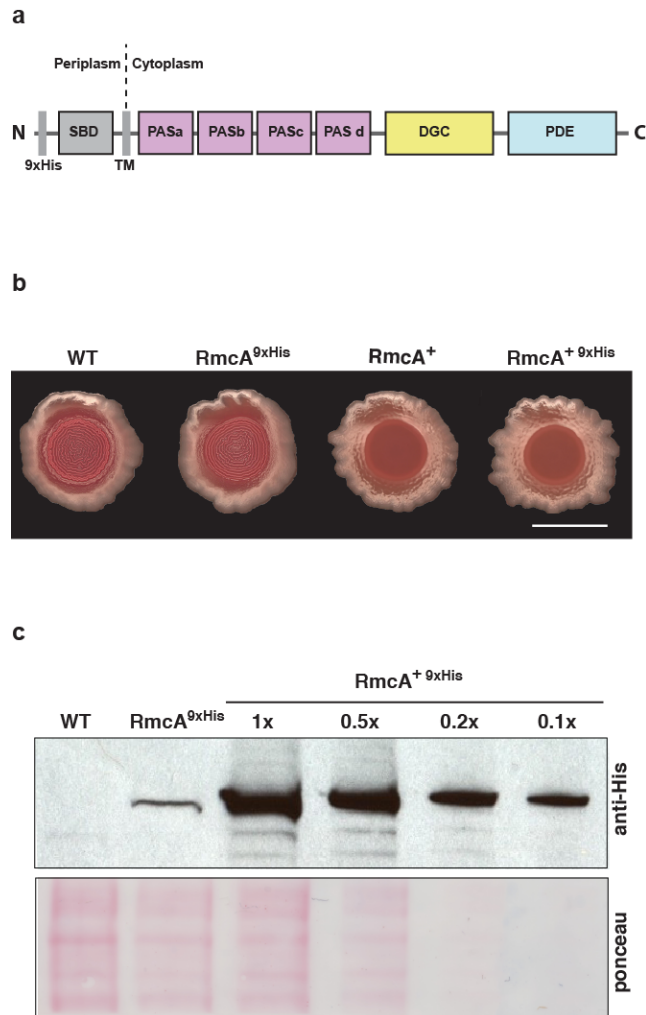 a
Periplasm Cytoplasm
N SBD PASa PASb PASc PAS d DGC PDE C
9xHis TM
b
WT RmcA9xHis RmcA+ RmcA+ 9xHis
c
RmcA+ 9xHis
WT RmcA9xHis 1x 0.5x 0.2x 0.1x
anti-His
ponceau